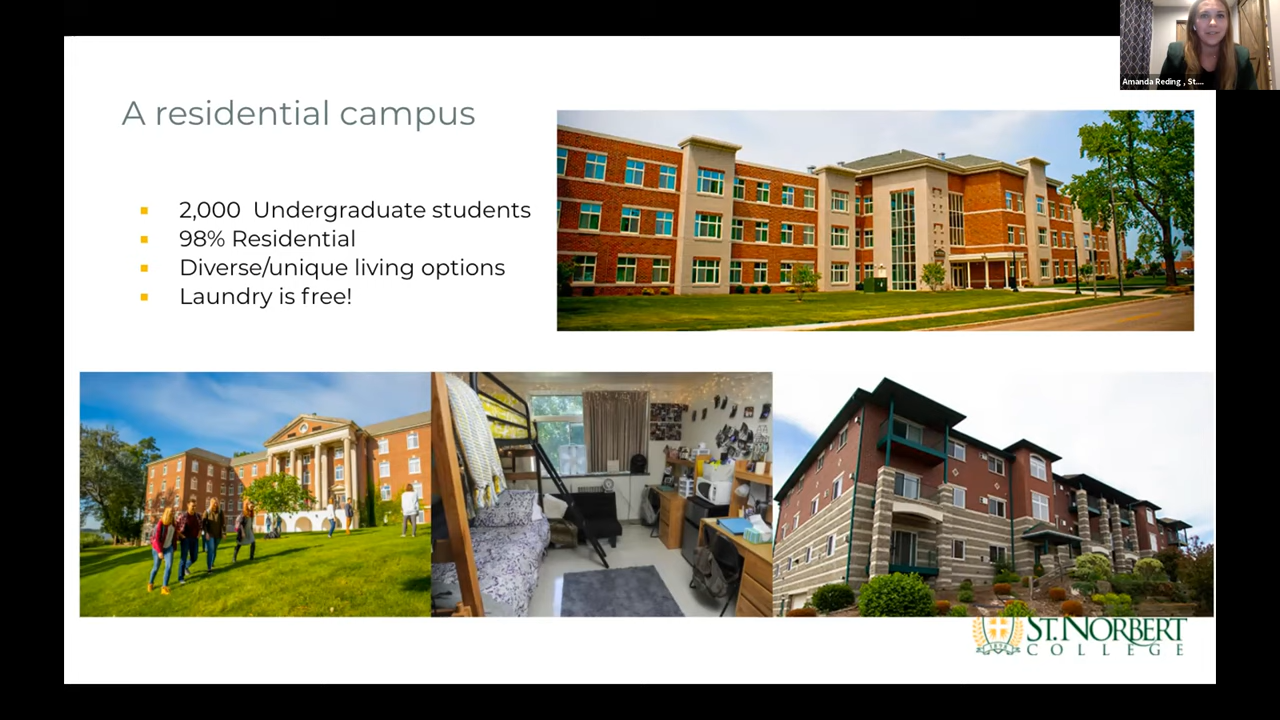 Amanda Reding , St....
A residential campus
2,000 Undergraduate students
98% Residential
Diverse/unique living options
Laundry is free!
ST. NORBERT
COLLEGE